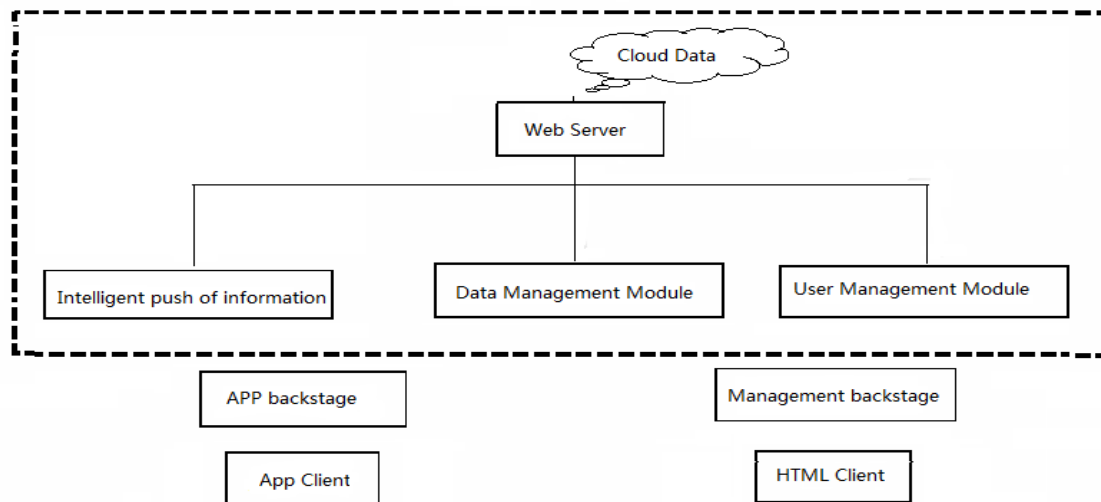 Cloud Data
Web Server
Intelligent push of information
Data Management Module
User Management Module
APP backstage
Management backstage
App Client
HTML Client